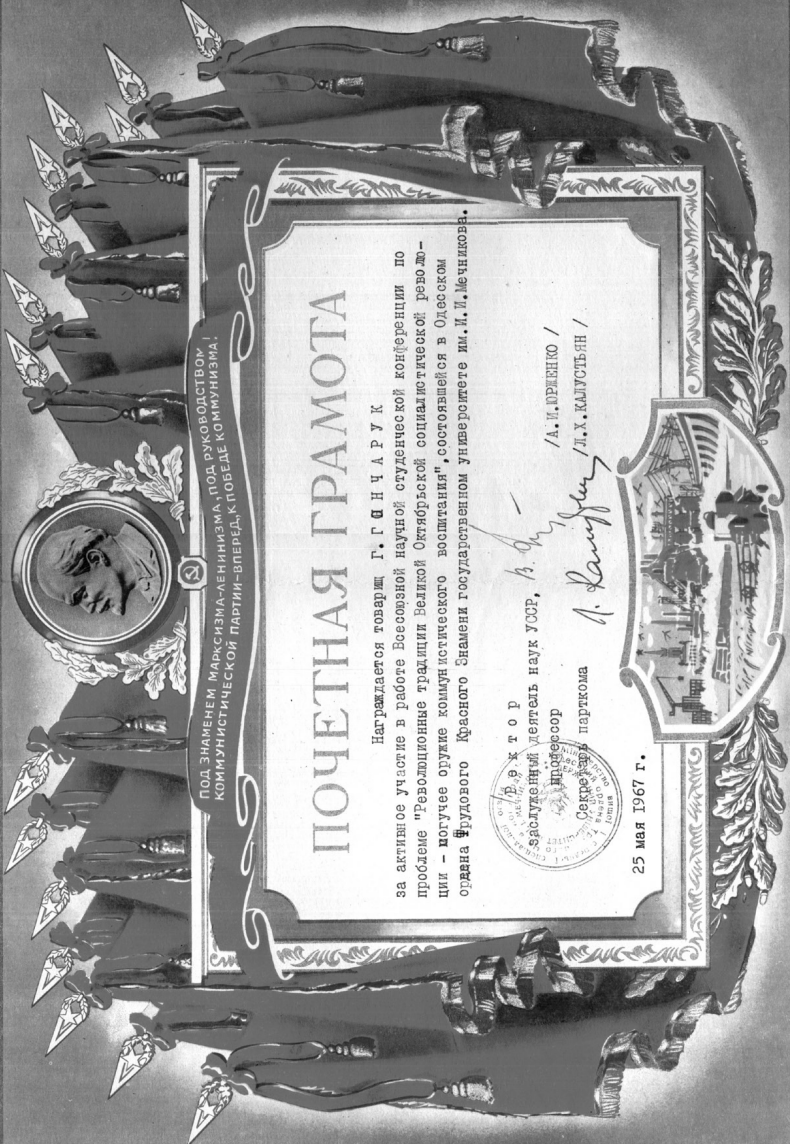 ПОД ЗНАМЕНЕМ МАРКСИЗМА-ЛЕНИНИЗМА, ПОД РУКОВОДСТВОМ
КОММУНИСТИЧЕСКОЙ ПАРТИИ-ВПЕРЕД, К ПОБЕДЕ КОММУНИЗМА!
ПОЧЕТНАЯ ГРАМОТА
Награждается товарищ Г. ГОНЧАРУК
за активное участие в работе Всесоюзной научной студенческой конференции по
проблеме "Революционные традиции Великой Октябрьской социалистической револю-
ции – могучее оружие коммунистического воспитания", состоявшейся в Одесском
ордена Трудового Красного Знамени государственном университете им. И.И.Мечникова.
Ректор
заслуженный деятель наук УССР,
профессор /А.И.ЮРЖЕНКО/
Секретарь парткома /Л.Х.КАЛУСТЬЯН/
25 мая 1967 г.